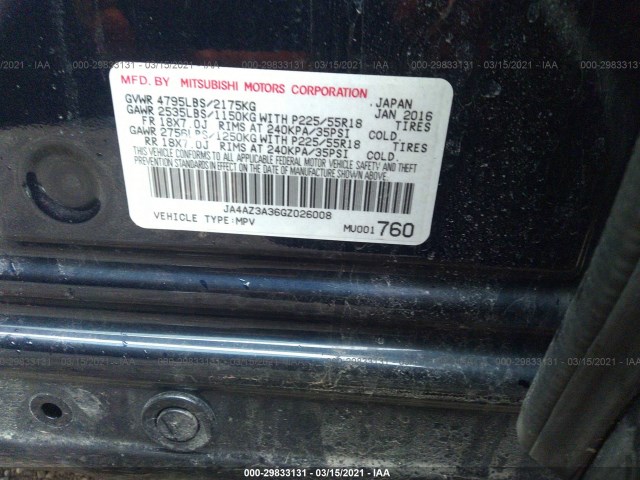 000-29833131 - 03/15/2021 - IAA
MFD. BY MITSUBISHI MOTORS CORPORATION
GVWR 4795LBS/2175KG , JAPAN
GAWR 2535LBS/1150KG WITH P225/55R18 JAN 2016
FR 18X7.0J RIMS AT 240KPA/35PSI TIRES
GAWR 2756LBS/1250KG WITH P225/55R18 COLD.
RR 18X7.0J RIMS AT 240KPA/35PSI TIRES
COLD.
THIS VEHICLE CONFORMS TO ALL APPLICABLE FEDERAL MOTOR VEHICLE SAFETY AND THEFT
PREVENTION STANDARDS IN EFFECT ON THE DATE OF MANUFACTURE SHOWN ABOVE.
JA4AZ3A36GZ026008
VEHICLE TYPE:MPV MU001760
000-29833131 - 03/15/2021 - IAA
000-29833131 - 03/15/2021 - IAA